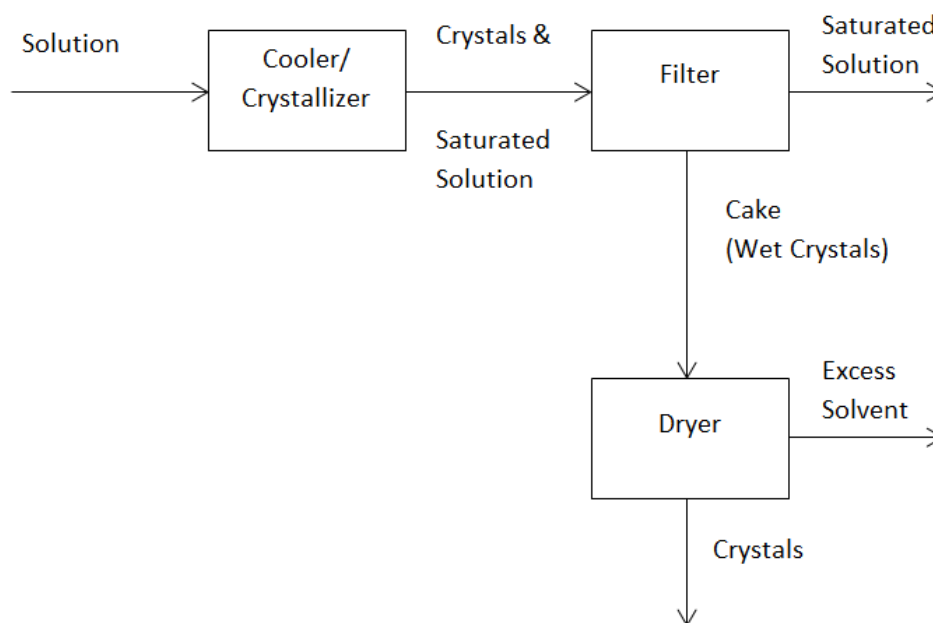 Solution
Cooler/
Crystallizer
Crystals &
Saturated
Solution
Filter
Saturated
Solution
Cake
(Wet Crystals)
Dryer
Excess
Solvent
Crystals